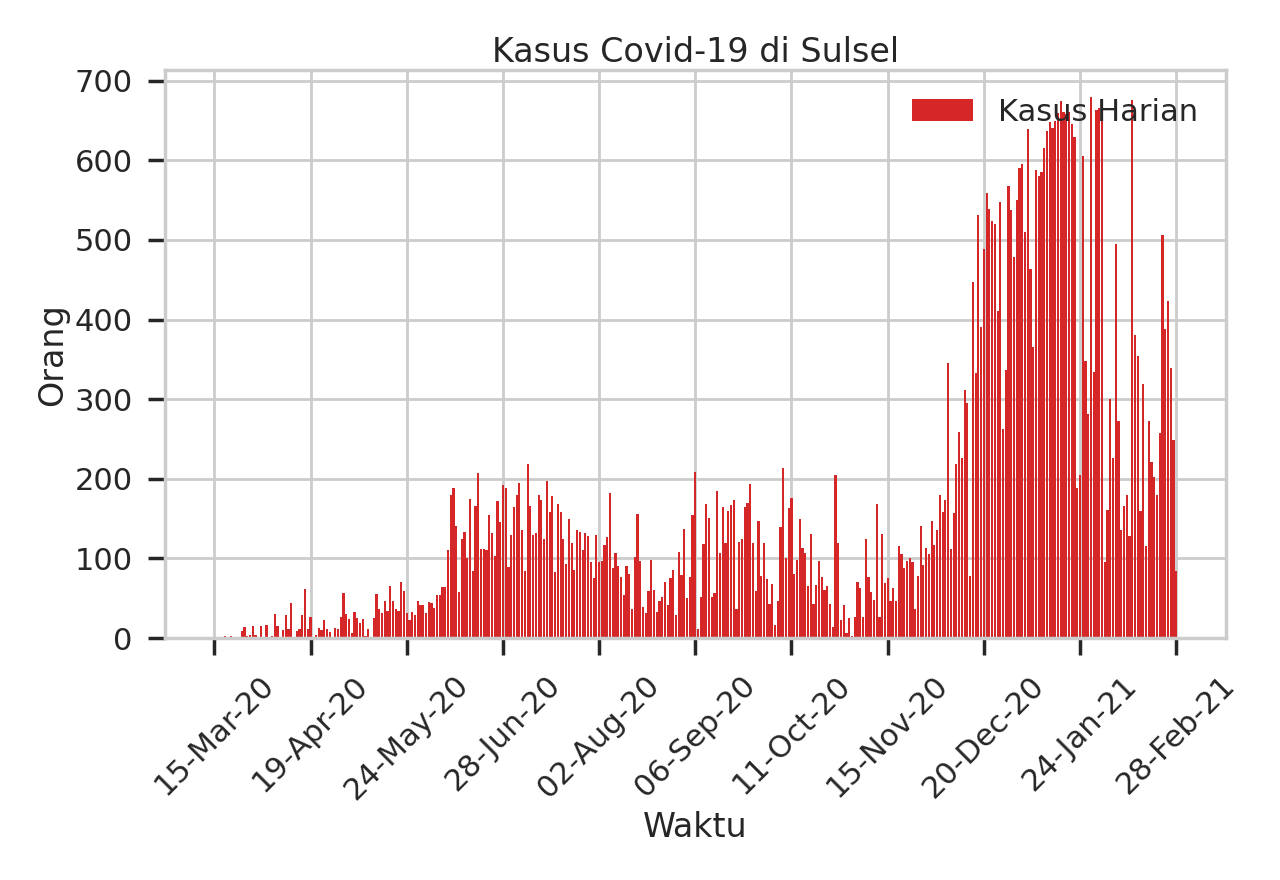 Kasus Covid-19 di Sulsel
Kasus Harian
Orang
700
600
500
400
300
200
100
0
15-Mar-20
19-Apr-20
24-May-20
28-Jun-20
02-Aug-20
06-Sep-20
11-Oct-20
15-Nov-20
20-Dec-20
24-Jan-21
28-Feb-21
Waktu